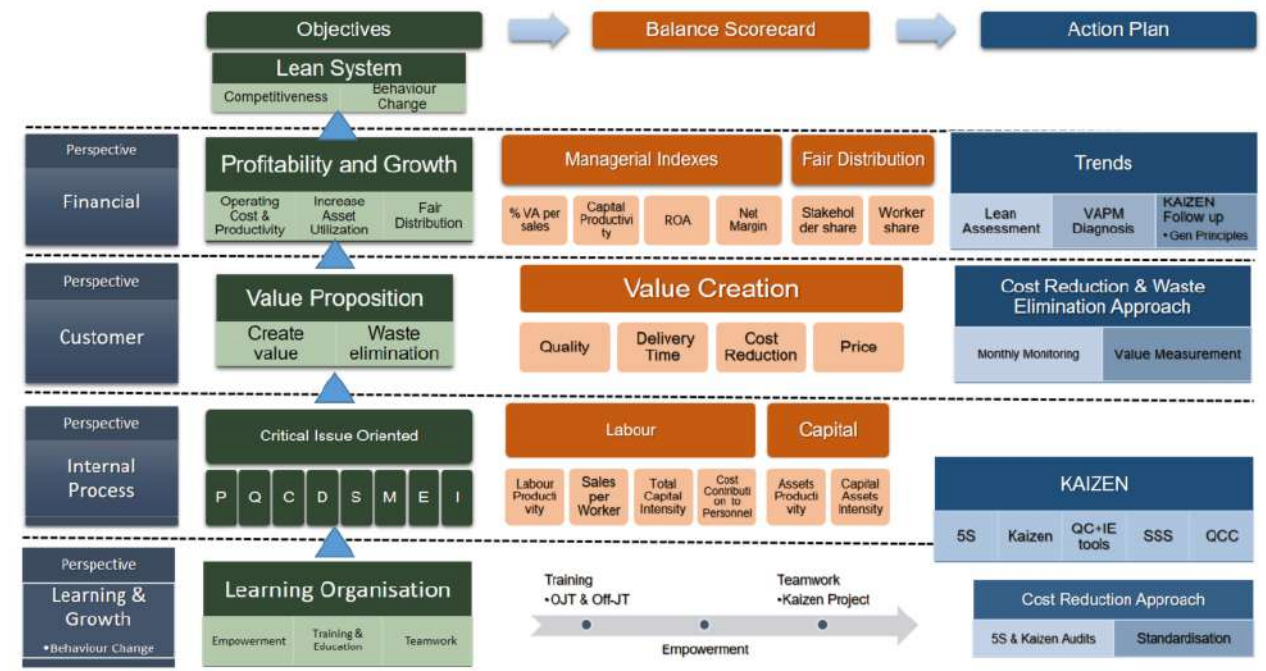 Objectives
Balance Scorecard
Action Plan
Lean System
Competitiveness
Behaviour
Change
Perspective
Financial
Profitability and Growth
Operating
Cost &
Productivity
Increase
Asset
Utilization
Fair
Distribution
Managerial Indexes
Fair Distribution
% VA per
sales
Capital
Productivi
ty
ROA
Net
Margin
Stakehol
der share
Worker
share
Trends
Lean
Assessment
VAPM
Diagnosis
KAIZEN
Follow up
•Gen Principles
Perspective
Customer
Value Proposition
Create
value
Waste
elimination
Value Creation
Quality
Delivery
Time
Cost
Reduction
Price
Cost Reduction & Waste
Elimination Approach
Monthly Monitoring
Value Measurement
Perspective
Internal
Process
Critical Issue Oriented
P Q C D S M E I
Labour
Capital
Labour
Producti
vity
Sales
per
Worker
Total
Capital
Intensity
Cost
Contributi
on to
Personnel
Assets
Producti
vity
Capital
Assets
Intensity
KAIZEN
5S
Kaizen
QC+IE
tools
SSS
QCC
Perspective
Learning &
Growth
•Behaviour Change
Learning Organisation
Empowerment
Training &
Education
Teamwork
Training
•OJT & Off-JT
Teamwork
•Kaizen Project
Empowerment
Cost Reduction Approach
5S & Kaizen Audits
Standardisation